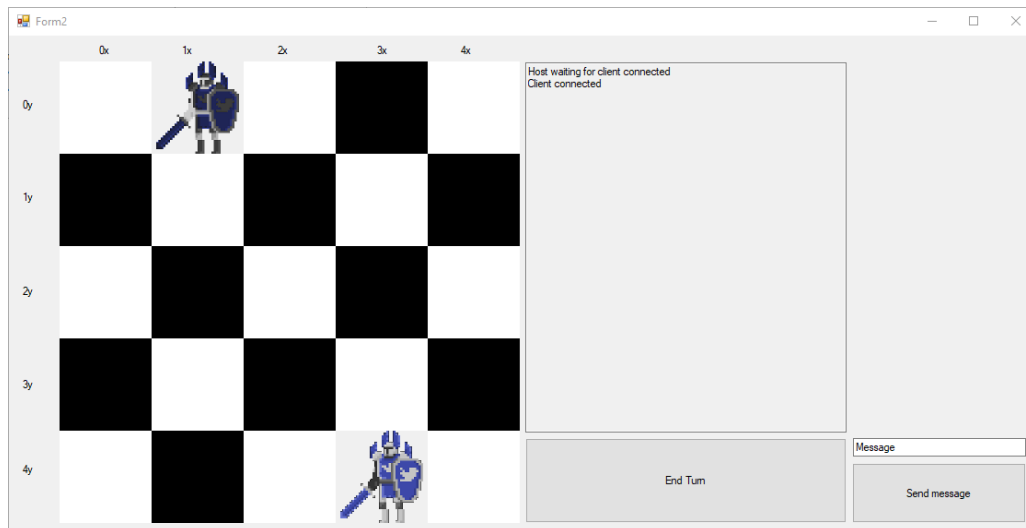 Form2
0x 1x 2x 3x 4x
0y
1y
2y
3y
4y
Host waiting for client connected
Client connected
End Turn
Message
Send message